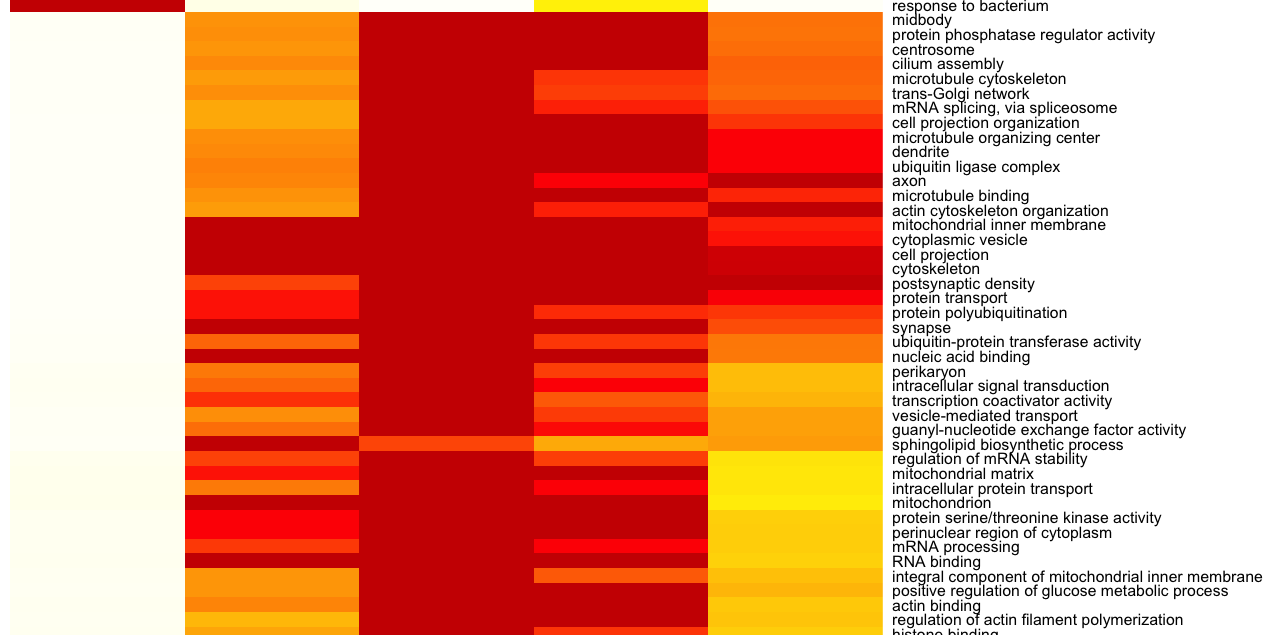 response to bacterium
midbody
protein phosphatase regulator activity
centrosome
cilium assembly
microtubule cytoskeleton
trans-Golgi network
mRNA splicing, via spliceosome
cell projection organization
microtubule organizing center
dendrite
ubiquitin ligase complex
axon
microtubule binding
actin cytoskeleton organization
mitochondrial inner membrane
cytoplasmic vesicle
cell projection
cytoskeleton
postsynaptic density
protein transport
protein polyubiquitination
synapse
ubiquitin-protein transferase activity
nucleic acid binding
perikaryon
intracellular signal transduction
transcription coactivator activity
vesicle-mediated transport
guanyl-nucleotide exchange factor activity
sphingolipid biosynthetic process
regulation of mRNA stability
mitochondrial matrix
intracellular protein transport
mitochondrion
protein serine/threonine kinase activity
perinuclear region of cytoplasm
mRNA processing
RNA binding
integral component of mitochondrial inner membrane
positive regulation of glucose metabolic process
actin binding
regulation of actin filament polymerization
histone binding